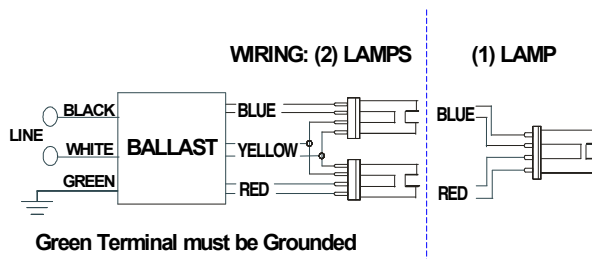 WIRING: (2) LAMPS
(1) LAMP
BLACK
BLUE
BLUE
LINE
WHITE
BALLAST
YELLOW
GREEN
RED
RED
Green Terminal must be Grounded